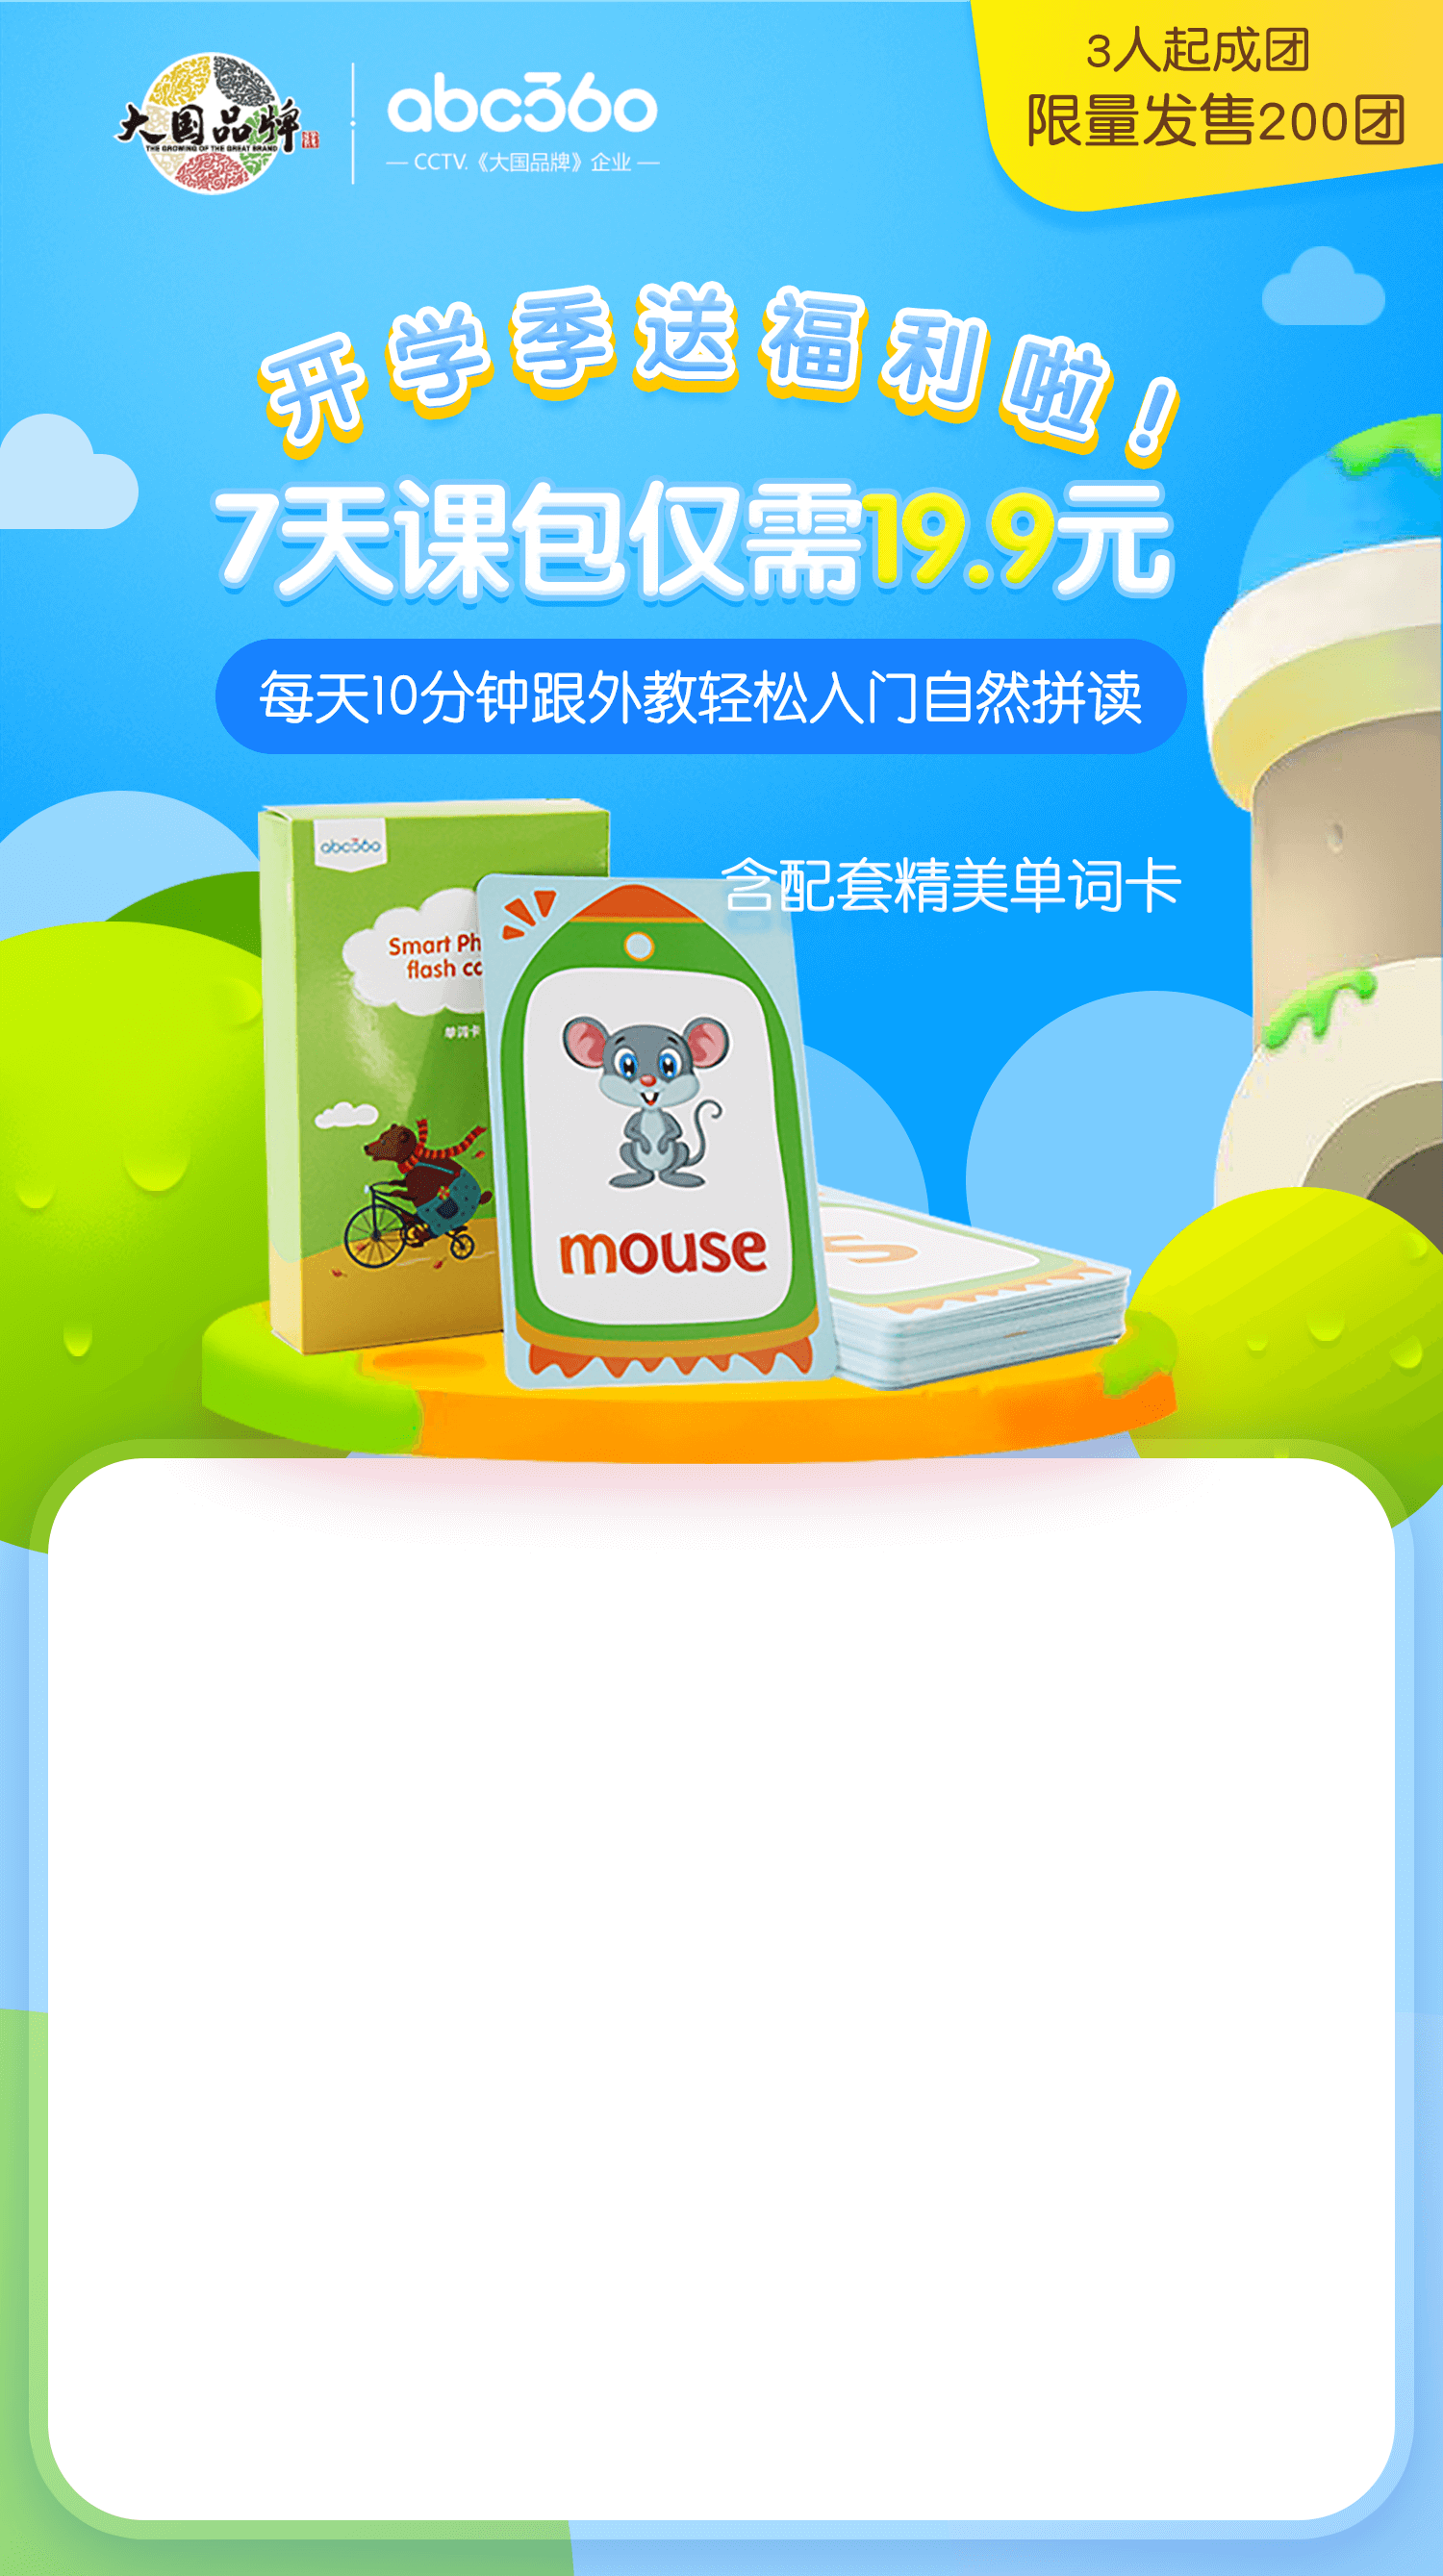 大国品牌
THE GROWING OF THE GREAT BRAND
abc360
— CCTV.《大国品牌》企业 —
3人起成团
限量发售200团
开学季送福利啦！
7天课包仅需19.9元
每天10分钟跟外教轻松入门自然拼读
含配套精美单词卡
abc360
Smart Ph
flash ca
单词卡
mouse
S